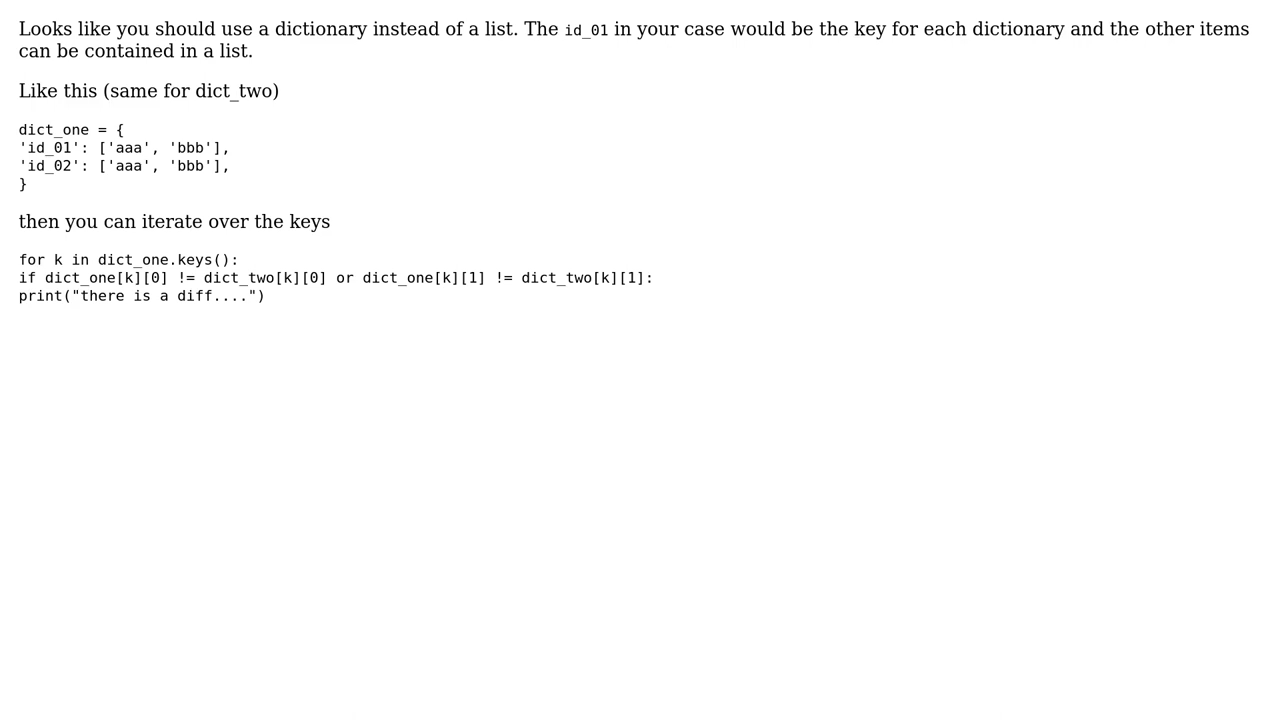 Looks like you should use a dictionary instead of a list. The id_01 in your case would be the key for each dictionary and the other items
can be contained in a list.
Like this (same for dict_two)
dict_one = {
'id_01': ['aaa', 'bbb'],
'id_02': ['aaa', 'bbb'],
}
then you can iterate over the keys
for k in dict_one.keys():
if dict_one[k][0] != dict_two[k][0] or dict_one[k][1] != dict_two[k][1]:
print("there is a diff....")